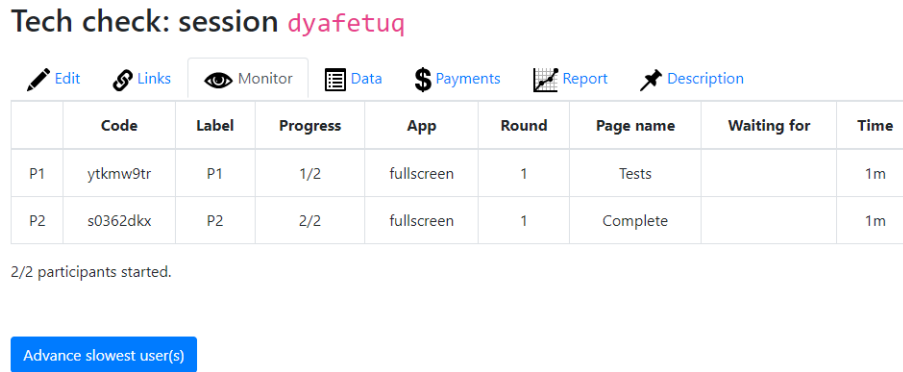 Tech check: session dyafetuq
Edit Links Monitor Data Payments Report Description
Code Label Progress App Round Page name Waiting for Time
P1 ytkmw9tr P1 1/2 fullscreen 1 Tests 1m
P2 s0362dkx P2 2/2 fullscreen 1 Complete 1m
2/2 participants started.
Advance slowest user(s)